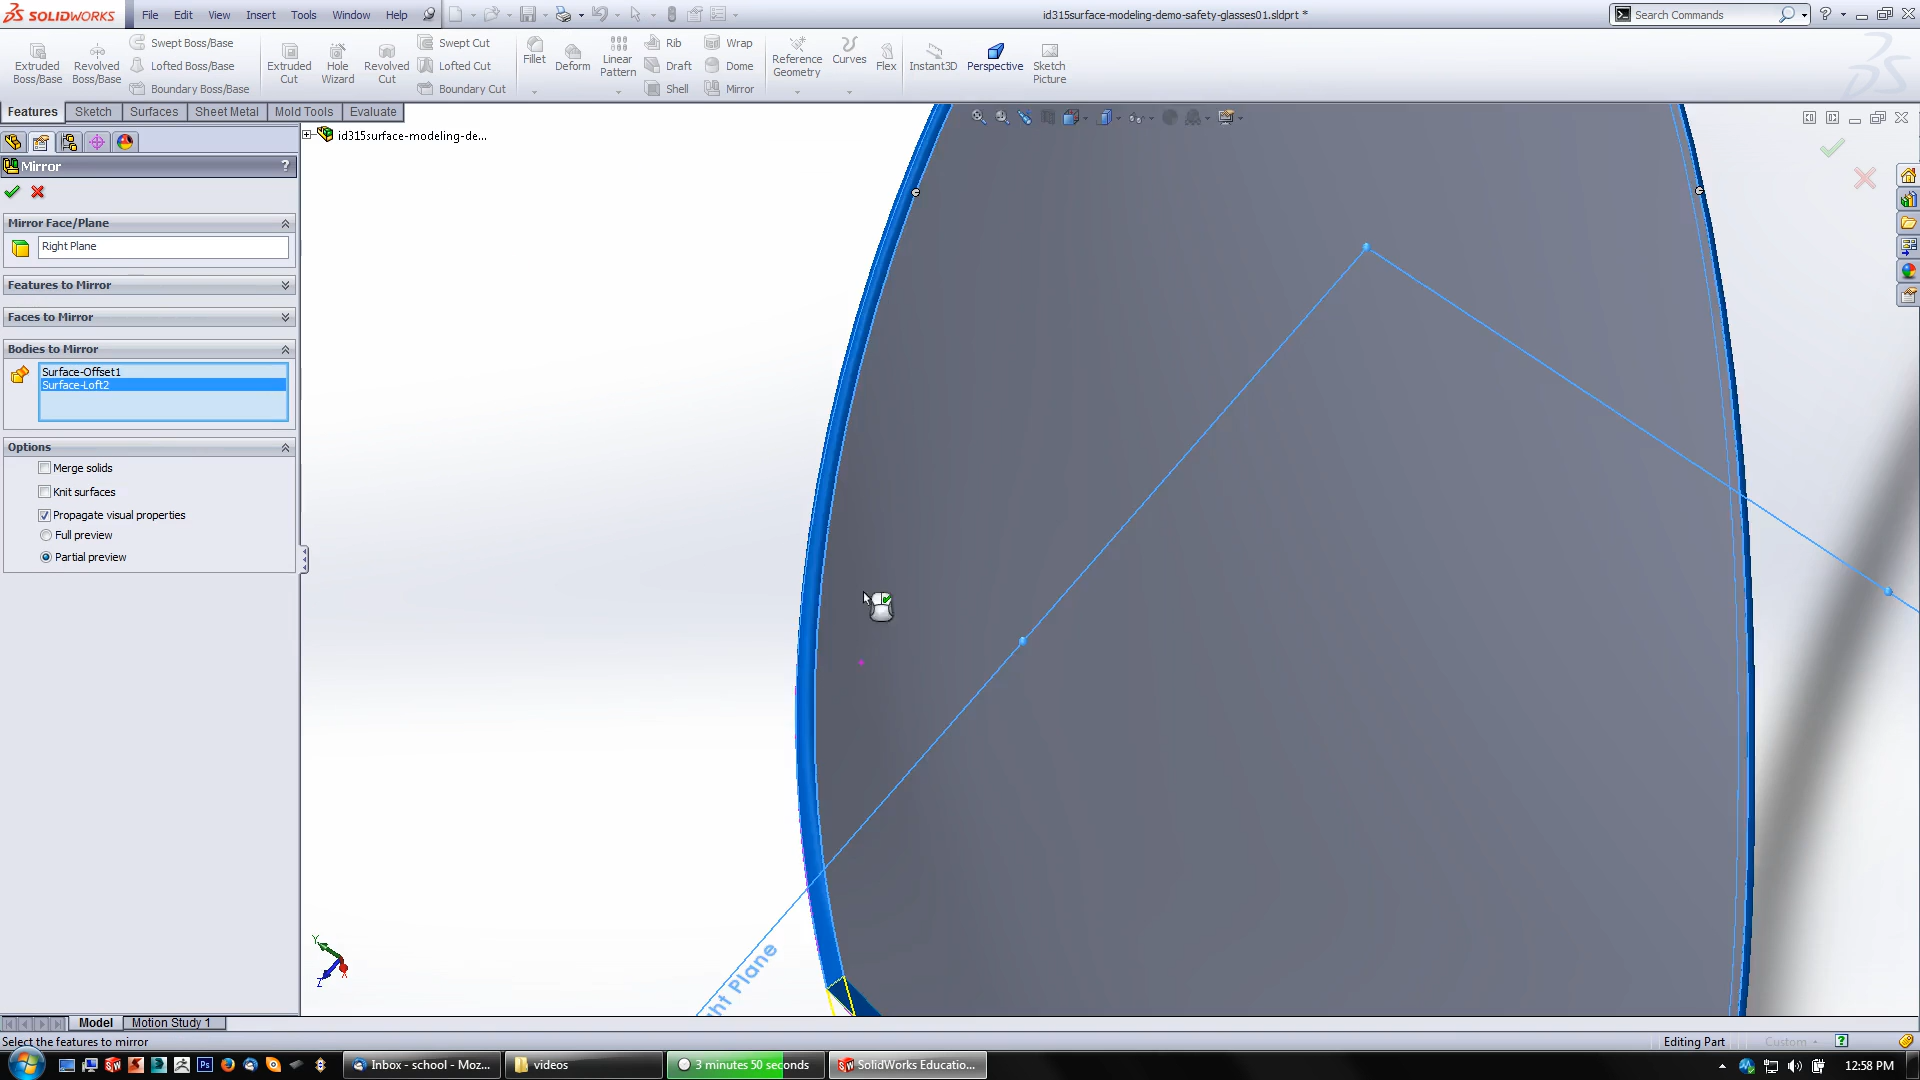 SOLIDWORKS File Edit View Insert Tools Window Help id315surface-modeling-demo-safety-glasses01.sldprt * Search Commands
Extruded Boss/Base
Revolved Boss/Base
Swept Boss/Base
Lofted Boss/Base
Boundary Boss/Base
Extruded Cut
Hole Wizard
Revolved Cut
Swept Cut
Lofted Cut
Boundary Cut
Fillet
Deform
Linear Pattern
Rib
Draft
Shell
Wrap
Dome
Mirror
Reference Geometry
Curves
Flex
Instant3D
Perspective
Sketch Picture
Features Sketch Surfaces Sheet Metal Mold Tools Evaluate
id315surface-modeling-de...
Mirror ?
Mirror Face/Plane
Right Plane
Features to Mirror
Faces to Mirror
Bodies to Mirror
Surface-Offset1
Surface-Loft2
Options
Merge solids
Knit surfaces
Propagate visual properties
Full preview
Partial preview
ht Plane
Y
Z
X
Model Motion Study 1
Select the features to mirror Editing Part Custom
Inbox - school - Moz... videos 3 minutes 50 seconds SolidWorks Educatio... 12:58 PM